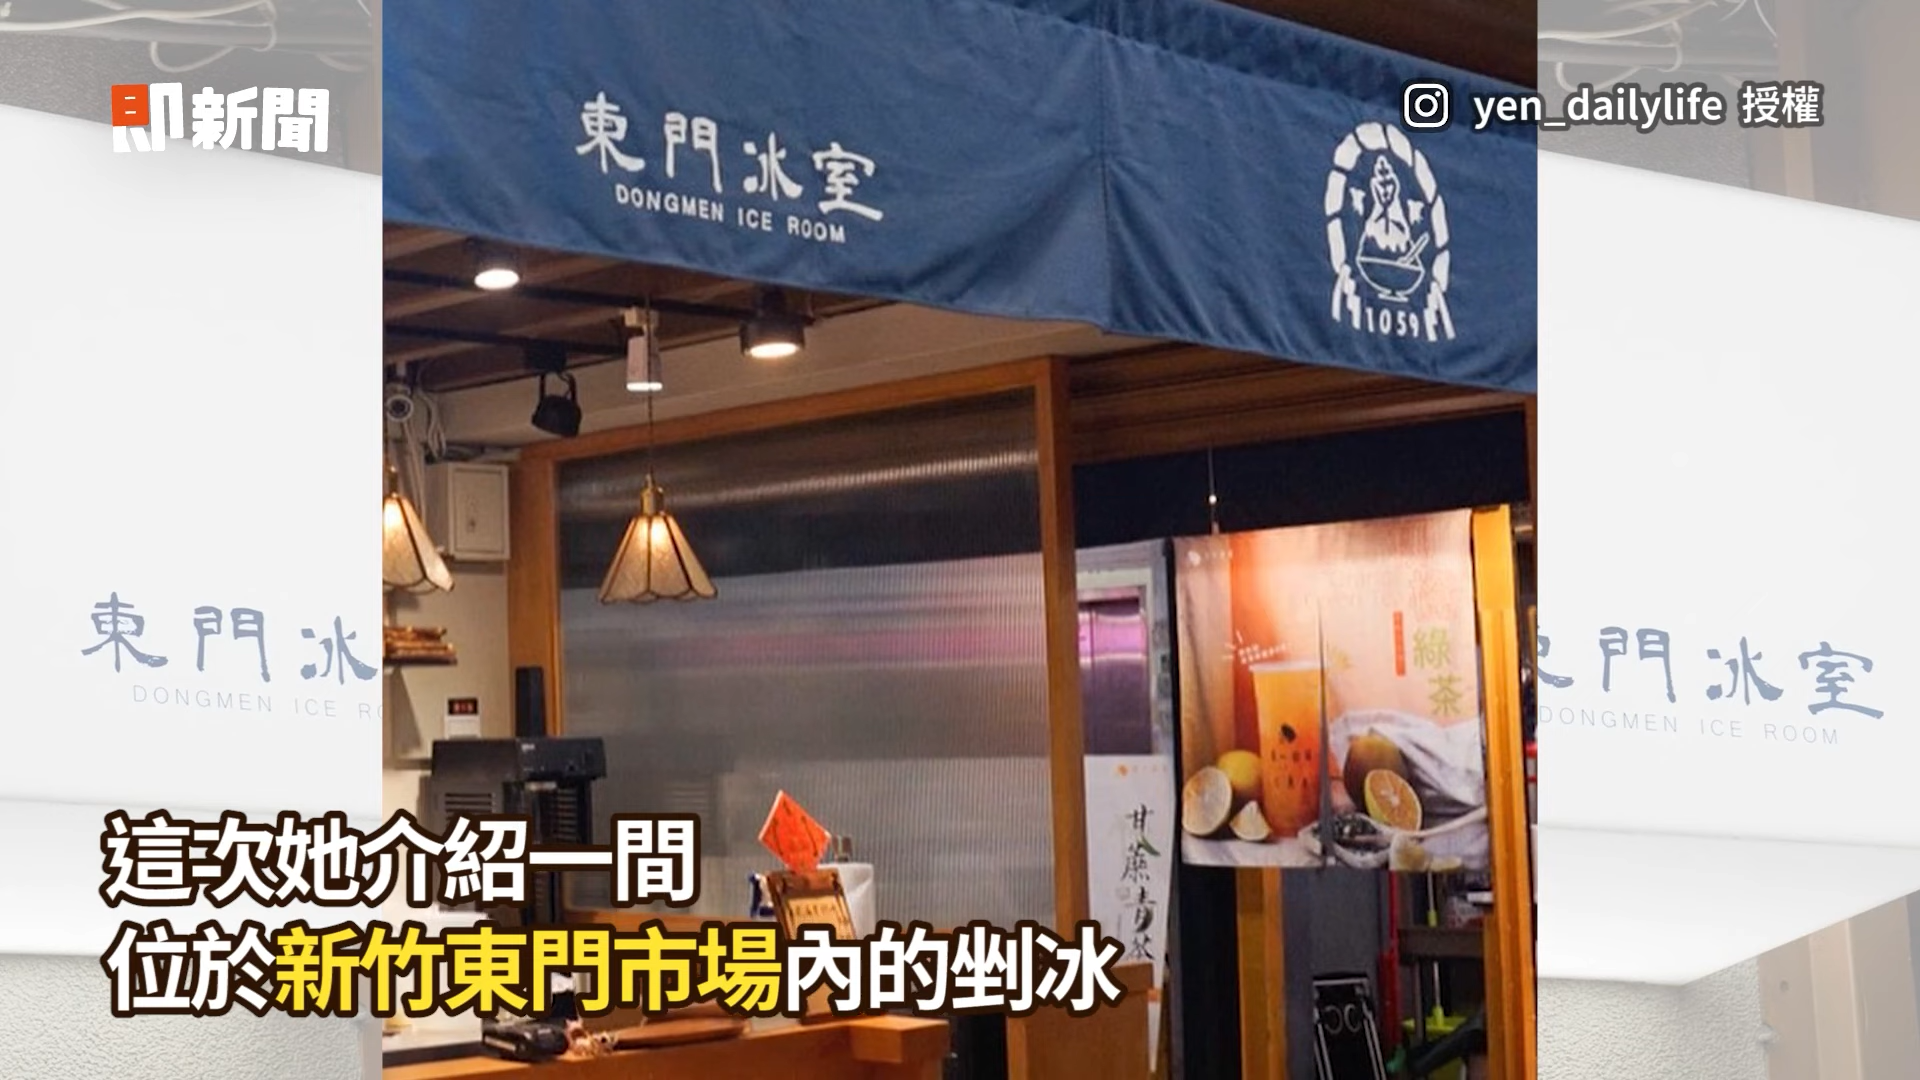 即新聞
yen_dailylife 授權
東門冰室
DONGMEN ICE ROOM
1059
東門冰
DONGMEN ICE RO
門冰室
DONGMEN ICE ROOM
綠茶
甘蔗青茶
這次她介紹一間
位於新竹東門市場內的剉冰